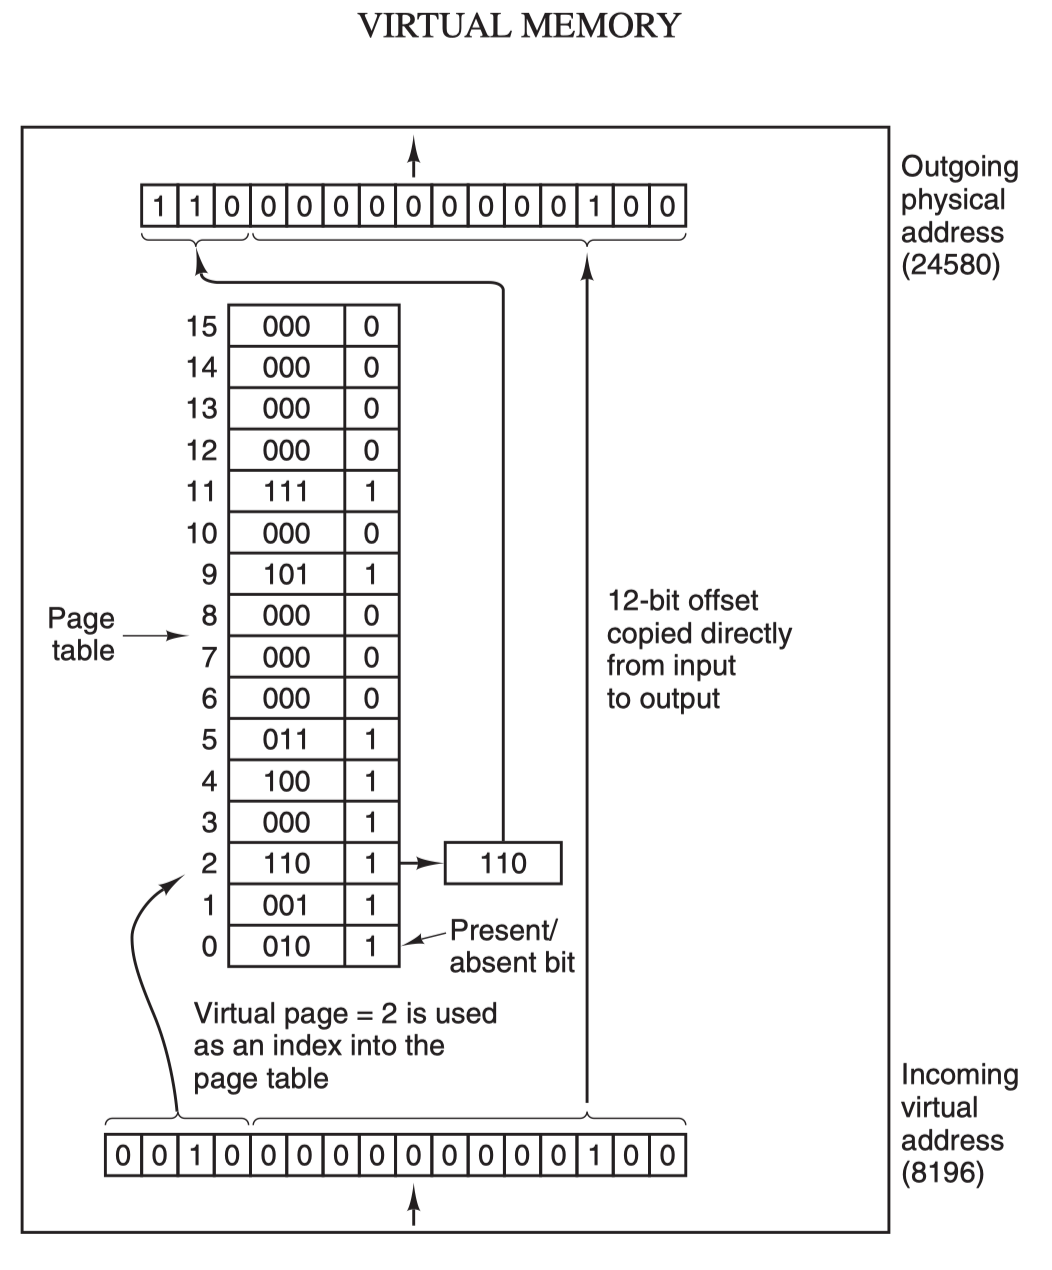 VIRTUAL MEMORY
Outgoing
physical
address
(24580)
1 1 0 0 0 0 0 0 0 0 0 0 1 0 0
15 000 0
14 000 0
13 000 0
12 000 0
11 111 1
10 000 0
9 101 1
8 000 0
7 000 0
6 000 0
5 011 1
4 100 1
3 000 1
2 110 1 110
1 001 1
0 010 1
Page
table
12-bit offset
copied directly
from input
to output
Present/
absent bit
Virtual page = 2 is used
as an index into the
page table
0 0 1 0 0 0 0 0 0 0 0 0 0 1 0 0
Incoming
virtual
address
(8196)